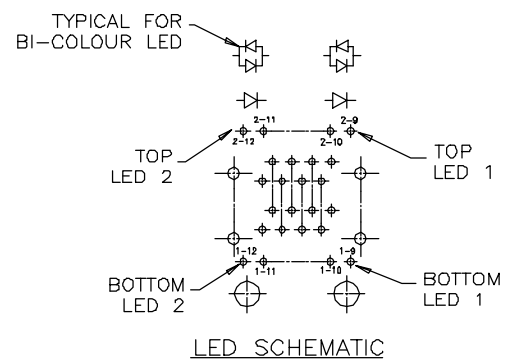 TYPICAL FOR
BI-COLOUR LED
2-11
2-9
2-12
2-10
TOP
LED 2
TOP
LED 1
1-12
1-9
1-11
1-10
BOTTOM
LED 2
BOTTOM
LED 1
LED SCHEMATIC